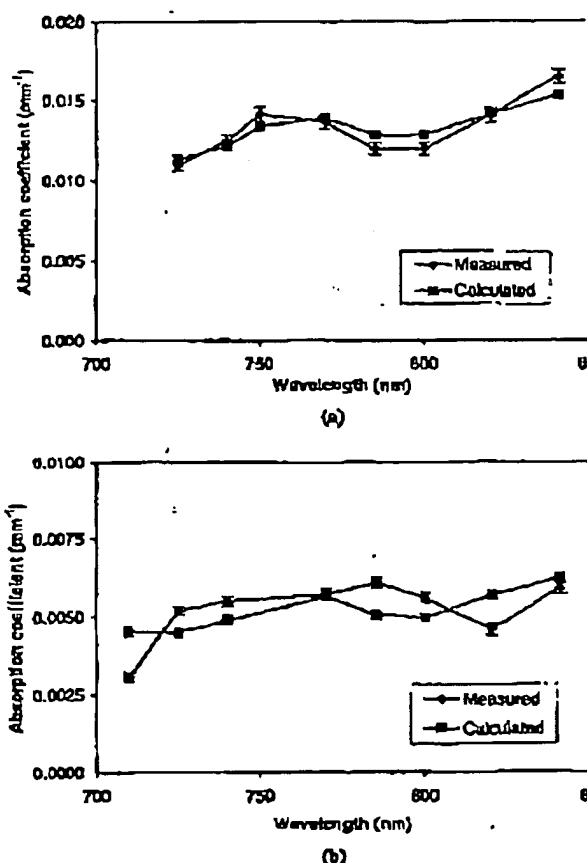 0.020
0.015
0.010
0.005
0.000
Absorption coefficient (mm⁻¹)
Measured
Calculated
700
750
800
Wavelength (nm)
(a)
0.0100
0.0075
0.0050
0.0025
0.0000
Absorption coefficient (mm⁻¹)
Measured
Calculated
700
750
800
Wavelength (nm)
(b)